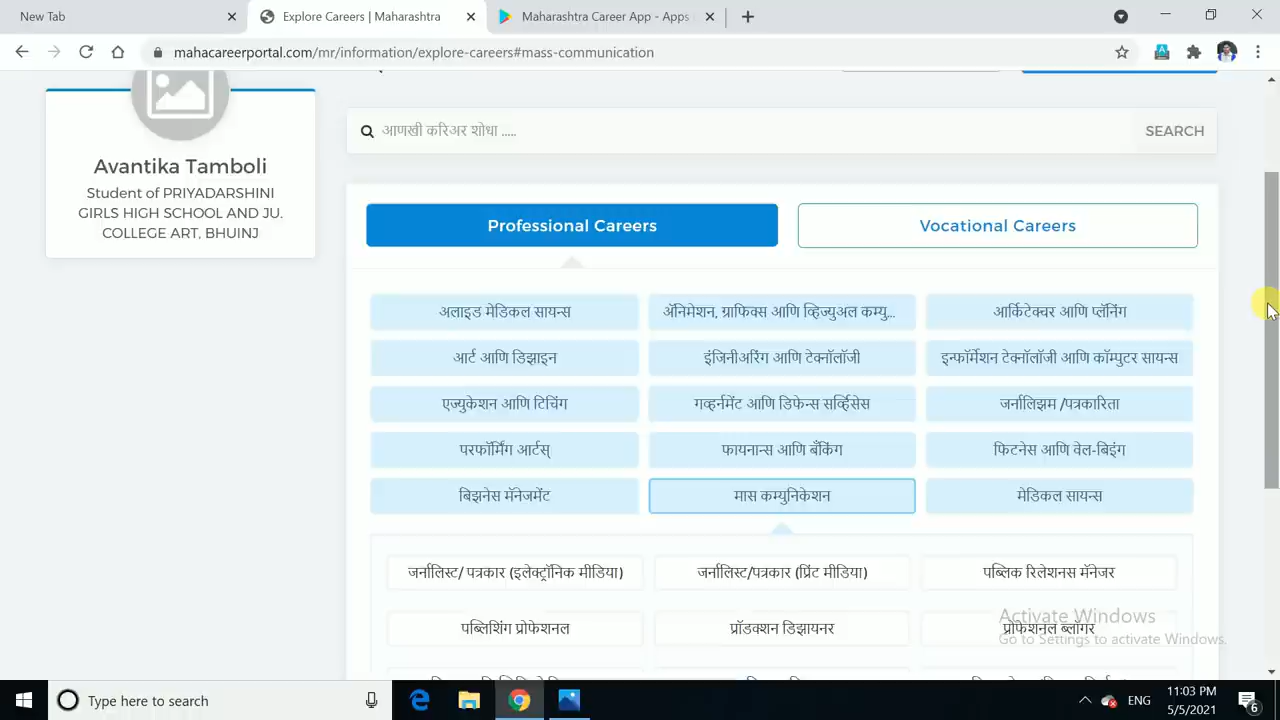 New Tab
Explore Careers | Maharashtra
Maharashtra Career App - Apps
mahacareerportal.com/mr/information/explore-careers#mass-communication
Avantika Tamboli
Student of PRIYADARSHINI
GIRLS HIGH SCHOOL AND JU.
COLLEGE ART, BHUINJ
आणखी करिअर शोधा .....
SEARCH
Professional Careers
Vocational Careers
अलाइड मेडिकल सायन्स
ॲनिमेशन, ग्राफिक्स आणि व्हिज्युअल कम्यु...
आर्किटेक्चर आणि प्लॅनिंग
आर्ट आणि डिझाइन
इंजिनीअरिंग आणि टेक्नॉलॉजी
इन्फॉर्मेशन टेक्नॉलॉजी आणि कॉम्पुटर सायन्स
एज्युकेशन आणि टिचिंग
गव्हर्नमेंट आणि डिफेन्स सर्व्हिसेस
जर्नालिझम /पत्रकारिता
परफॉर्मिंग आर्टस्
फायनान्स आणि बँकिंग
फिटनेस आणि वेल-बिइंग
बिझनेस मॅनेजमेंट
मास कम्युनिकेशन
मेडिकल सायन्स
जर्नालिस्ट/ पत्रकार (इलेक्ट्रॉनिक मीडिया)
जर्नालिस्ट/पत्रकार (प्रिंट मीडिया)
पब्लिक रिलेशनस मॅनेजर
पब्लिशिंग प्रोफेशनल
प्रॉडक्शन डिझायनर
प्रोफेशनल ब्लॉगर
Activate Windows
Go to Settings to activate Windows.
Type here to search
ENG
11:03 PM
5/5/2021
6